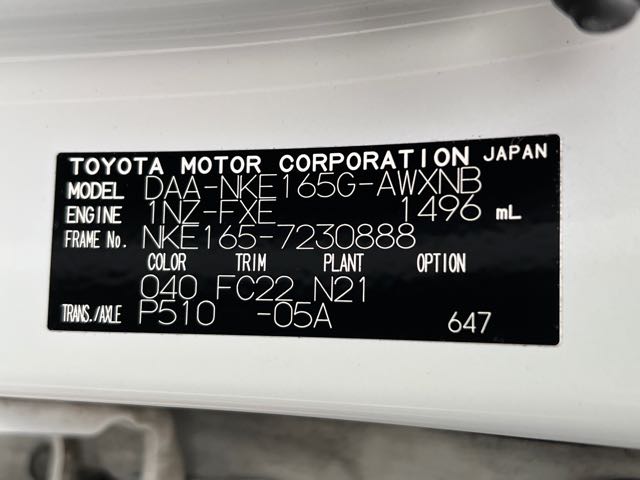 TOYOTA MOTOR CORPORATION JAPAN
MODEL DAA-NKE165G-AWXNB
ENGINE 1NZ-FXE 1496 mL
FRAME No. NKE165-7230888
COLOR TRIM PLANT OPTION
040 FC22 N21
TRANS./AXLE P510 -05A 647